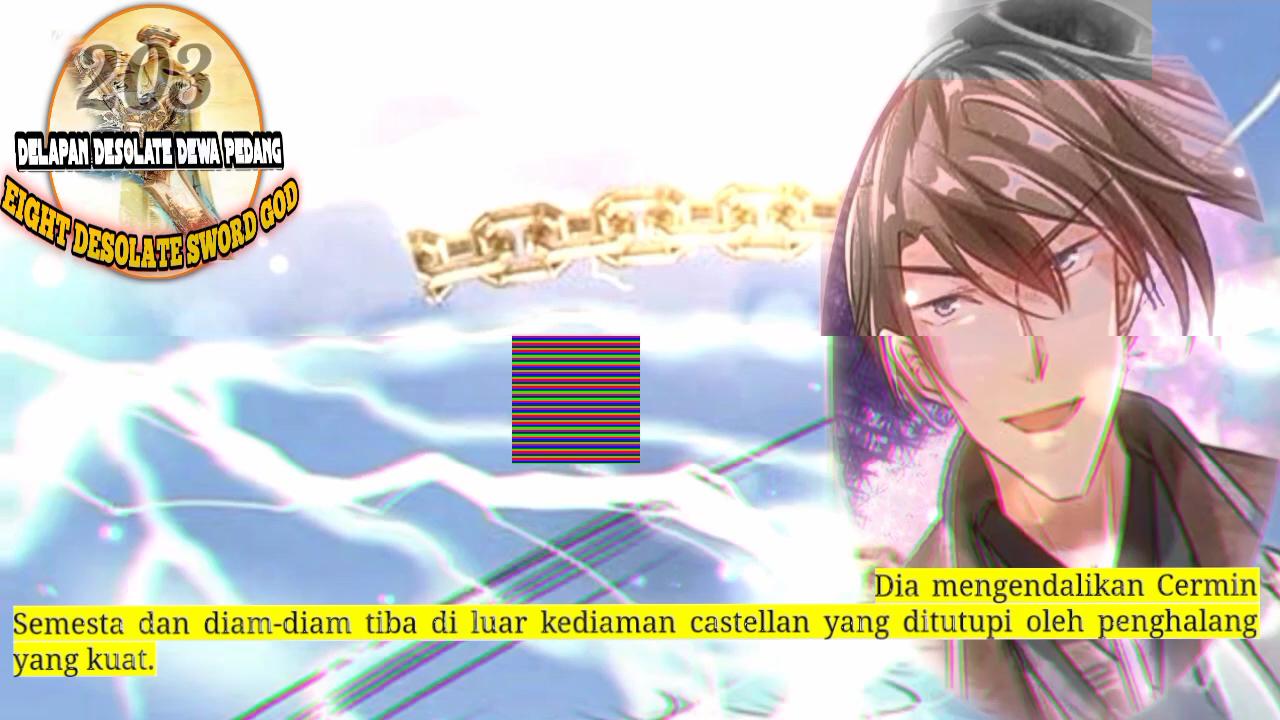 203
DELAPAN DESOLATE DEWA PEDANG
EIGHT DESOLATE SWORD GOD
Dia mengendalikan Cermin
Semesta dan diam-diam tiba di luar kediaman castellan yang ditutupi oleh penghalang
yang kuat.